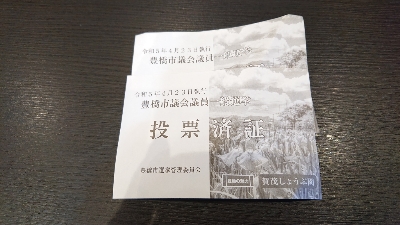 令和5年4月23日執行
豊橋市議会議員一般選挙
令和5年4月23日執行
豊橋市議会議員一般選挙
投票済証
豊橋市選挙管理委員会
賀茂しょうぶ園